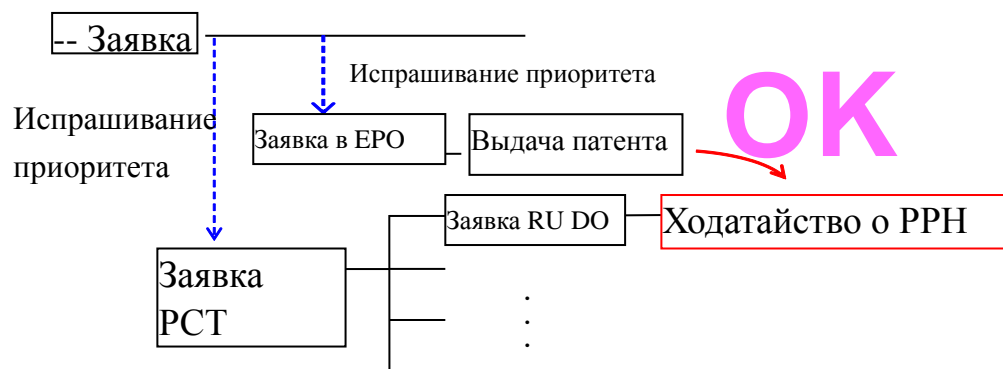 -- Заявка
Испрашивание приоритета
Испрашивание
приоритета
Заявка в EPO
Выдача патента
OK
Заявка RU DO
Ходатайство о PPH
Заявка
PCT
.
.
.